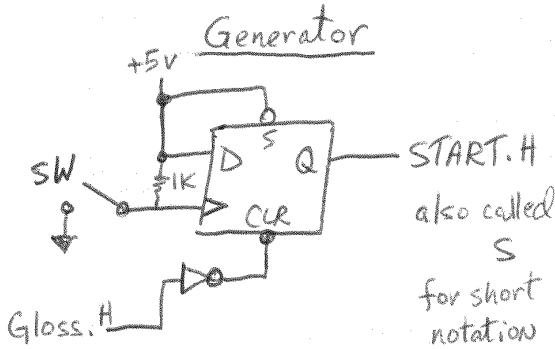 Generator
+5v
S
D
Q
START.H
SW
1K
CLR
also called
S
for short
notation
Gloss.H